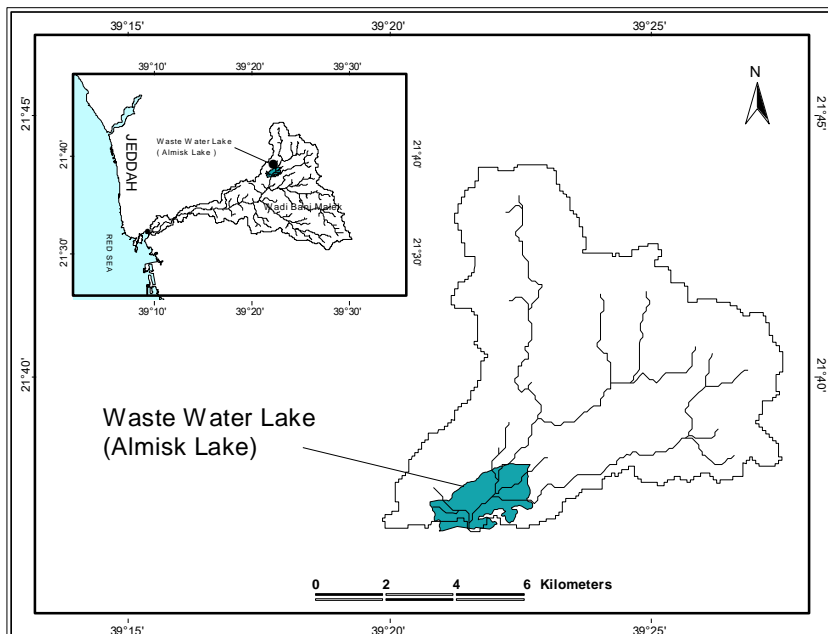 39°15'
39°20'
39°25'
39°10'
39°20'
39°30'
N
21°45'
21°45'
JEDDAH
Waste Water Lake
( Almisk Lake )
21°40'
21°40'
Wadi Bani Malek
RED SEA
21°30'
21°30'
39°10'
39°20'
39°30'
21°40'
21°40'
Waste Water Lake
(Almisk Lake)
0 2 4 6 Kilometers
39°15'
39°20'
39°25'